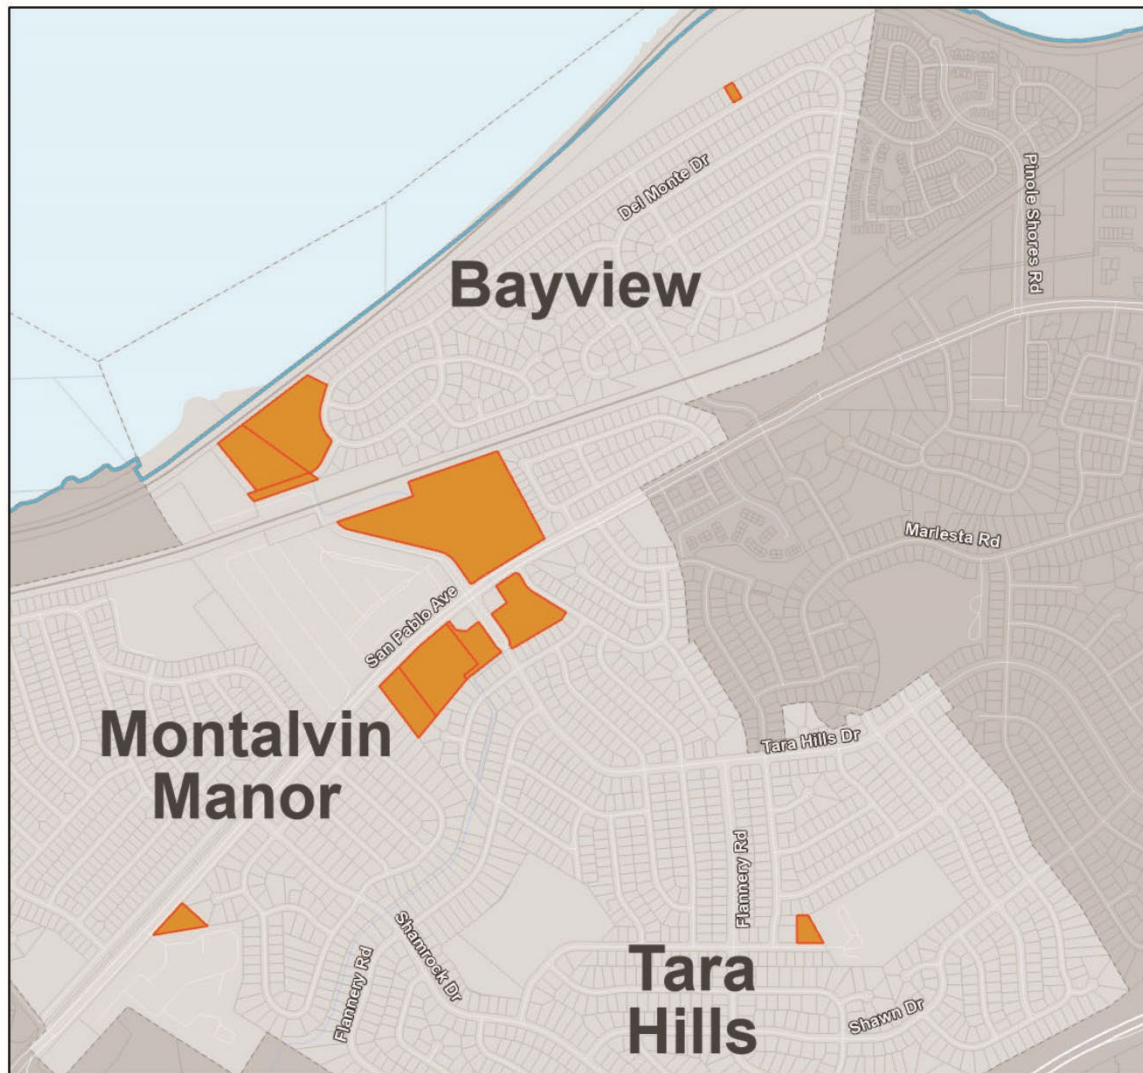 Del Monte Dr
Pinole Shores Rd
Bayview
Marlesta Rd
San Pablo Ave
Montalvin
Manor
Tara Hills Dr
Flannery Rd
Shamrock Dr
Flannery Rd
Tara
Hills
Shawn Dr